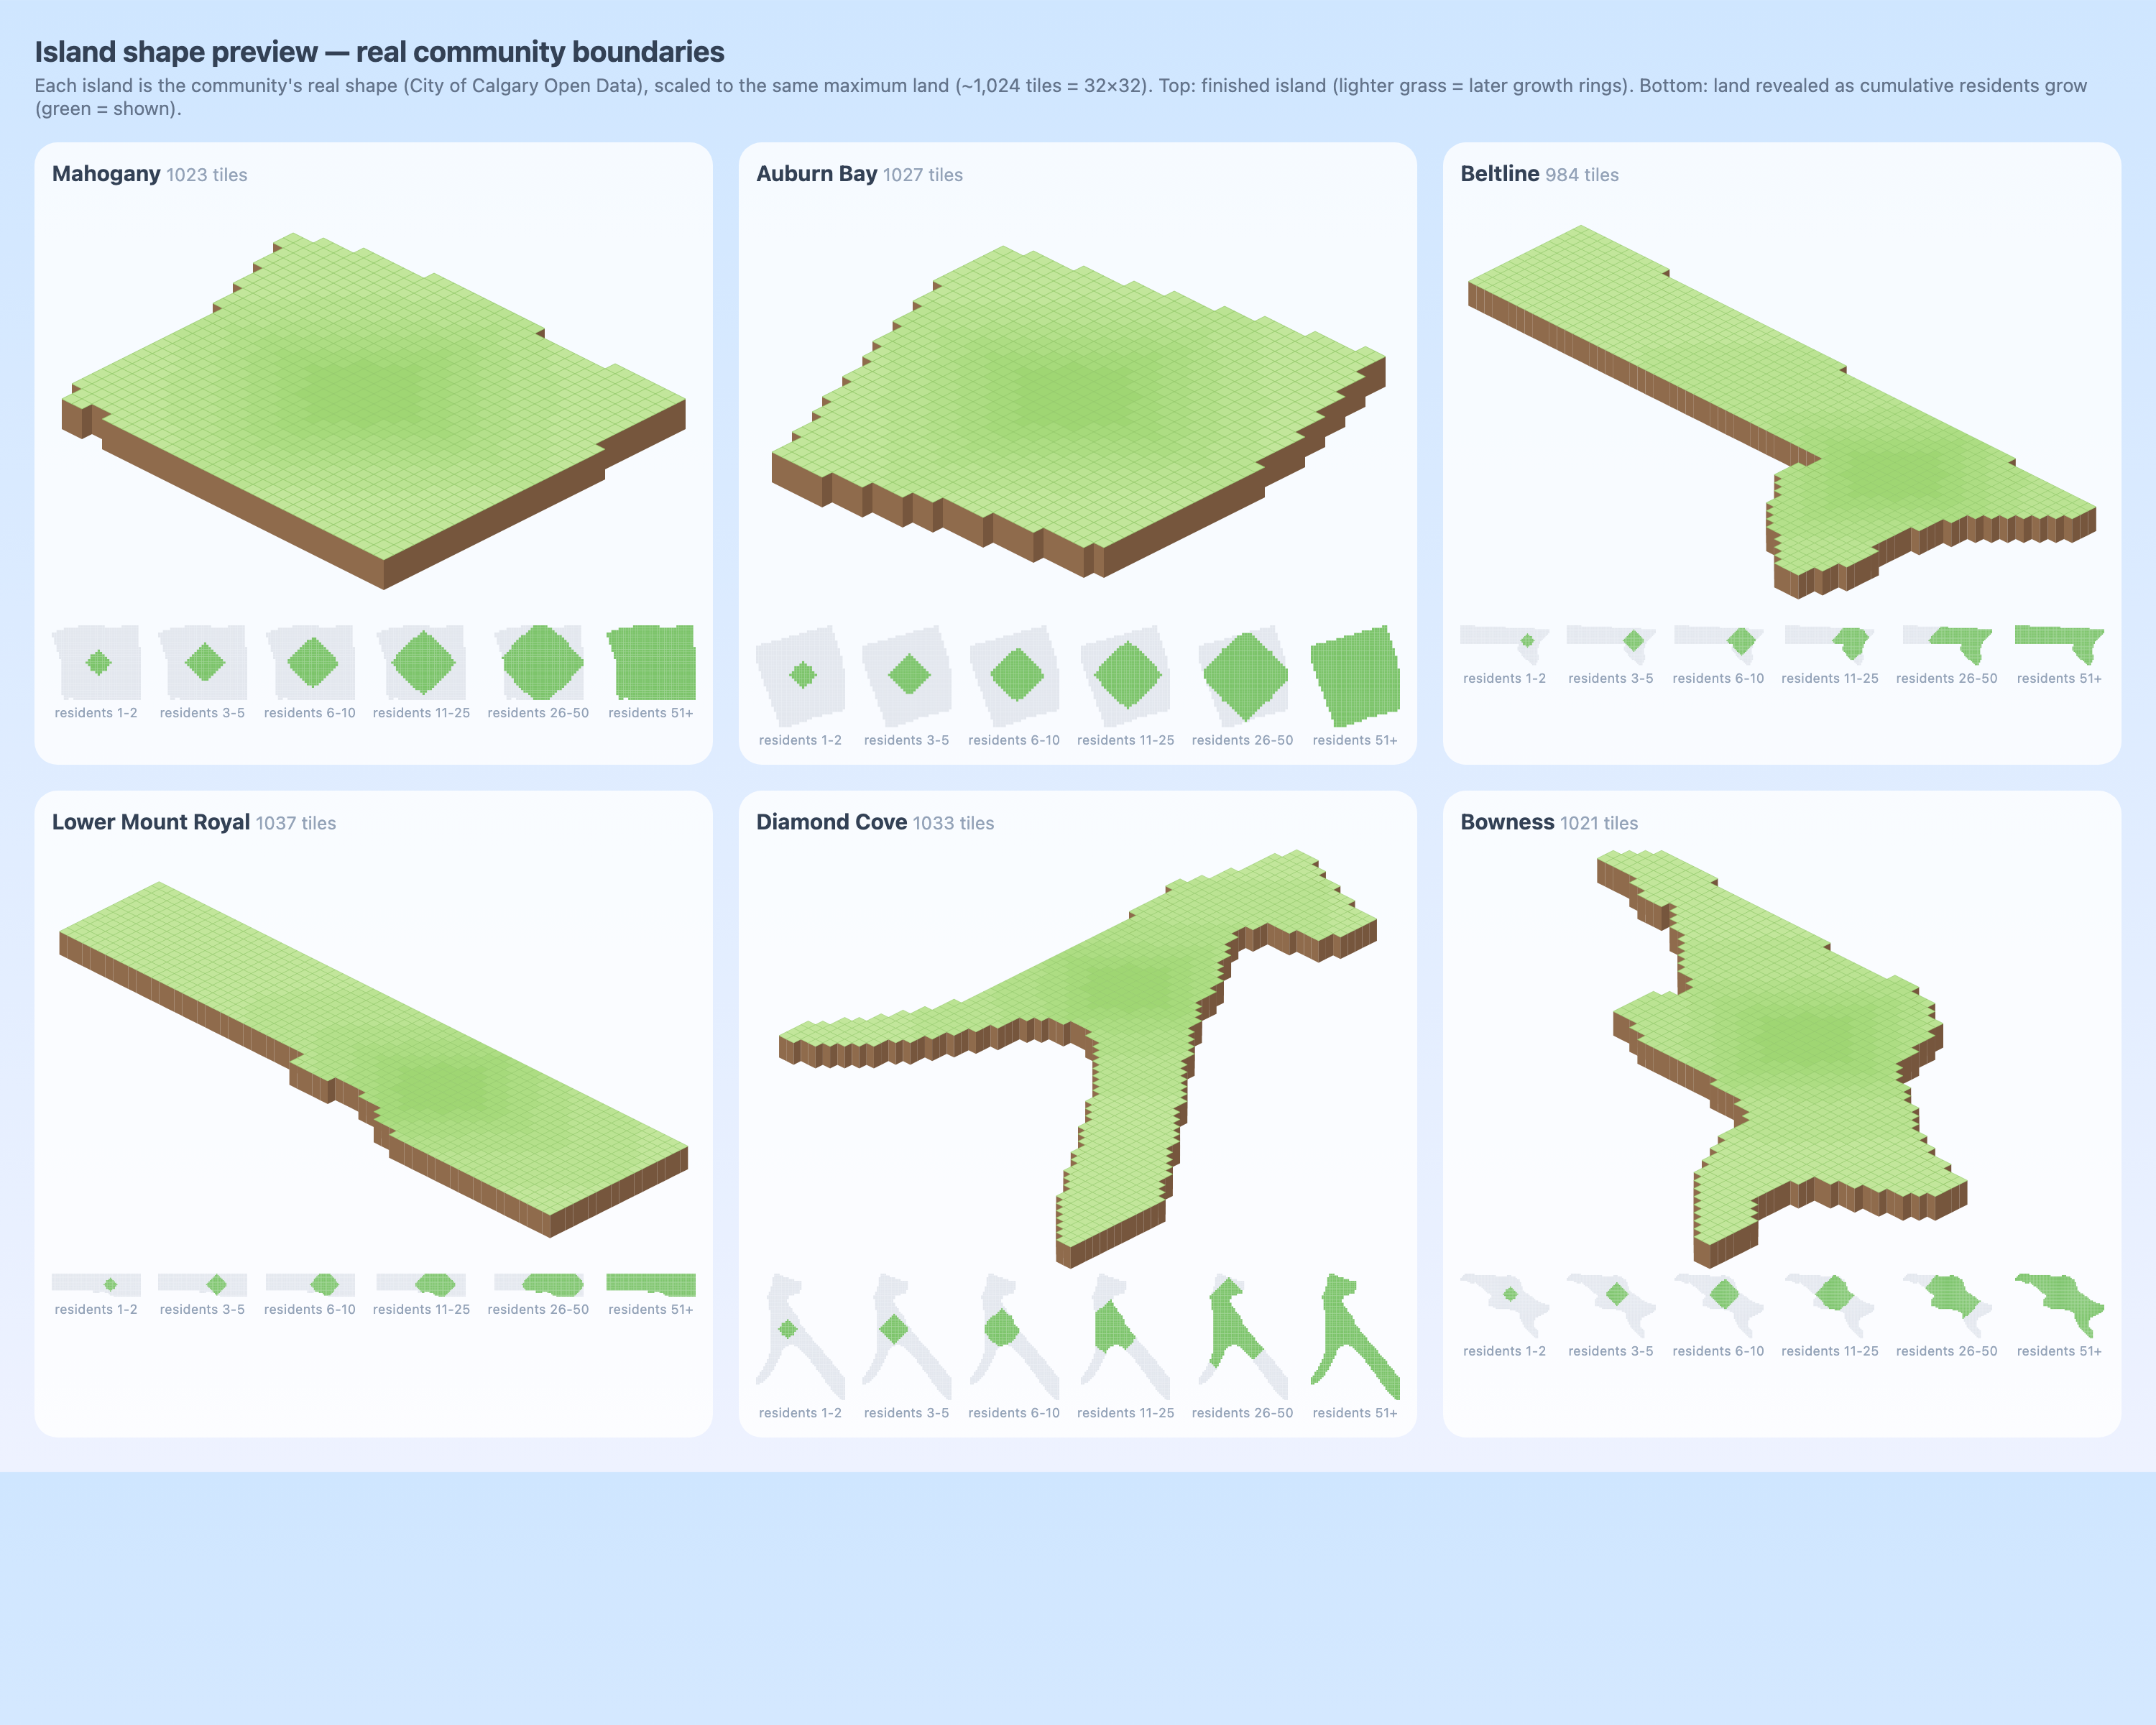 Island shape preview — real community boundaries
Each island is the community's real shape (City of Calgary Open Data), scaled to the same maximum land (~1,024 tiles = 32×32). Top: finished island (lighter grass = later growth rings). Bottom: land revealed as cumulative residents grow
(green = shown).
Mahogany 1023 tiles
residents 1-2 residents 3-5 residents 6-10 residents 11-25 residents 26-50 residents 51+
Auburn Bay 1027 tiles
residents 1-2 residents 3-5 residents 6-10 residents 11-25 residents 26-50 residents 51+
Beltline 984 tiles
residents 1-2 residents 3-5 residents 6-10 residents 11-25 residents 26-50 residents 51+
Lower Mount Royal 1037 tiles
residents 1-2 residents 3-5 residents 6-10 residents 11-25 residents 26-50 residents 51+
Diamond Cove 1033 tiles
residents 1-2 residents 3-5 residents 6-10 residents 11-25 residents 26-50 residents 51+
Bowness 1021 tiles
residents 1-2 residents 3-5 residents 6-10 residents 11-25 residents 26-50 residents 51+